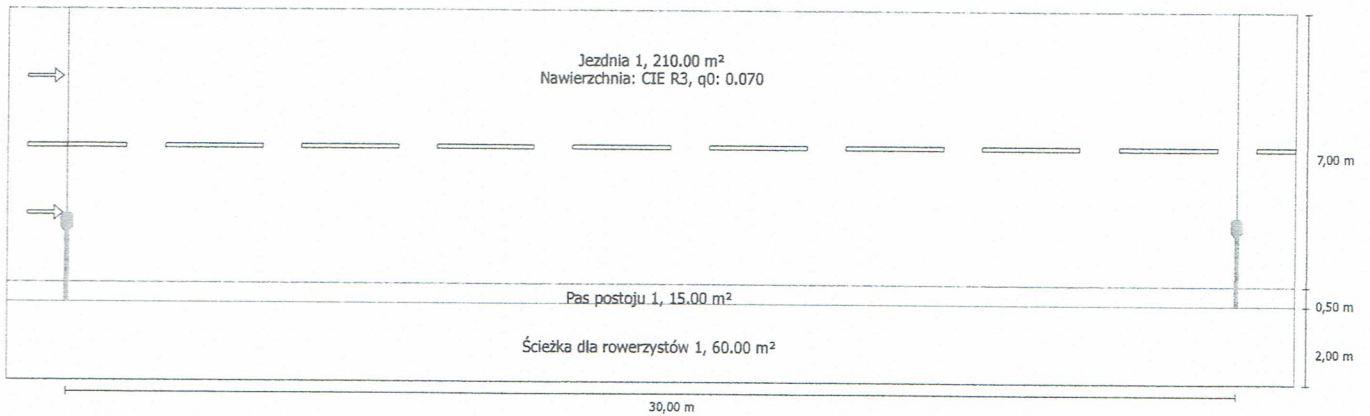 Jezdnia 1, 210.00 m²
Nawierzchnia: CIE R3, q0: 0.070
7,00 m
Pas postoju 1, 15.00 m²
0,50 m
Ścieżka dla rowerzystów 1, 60.00 m²
2,00 m
30,00 m